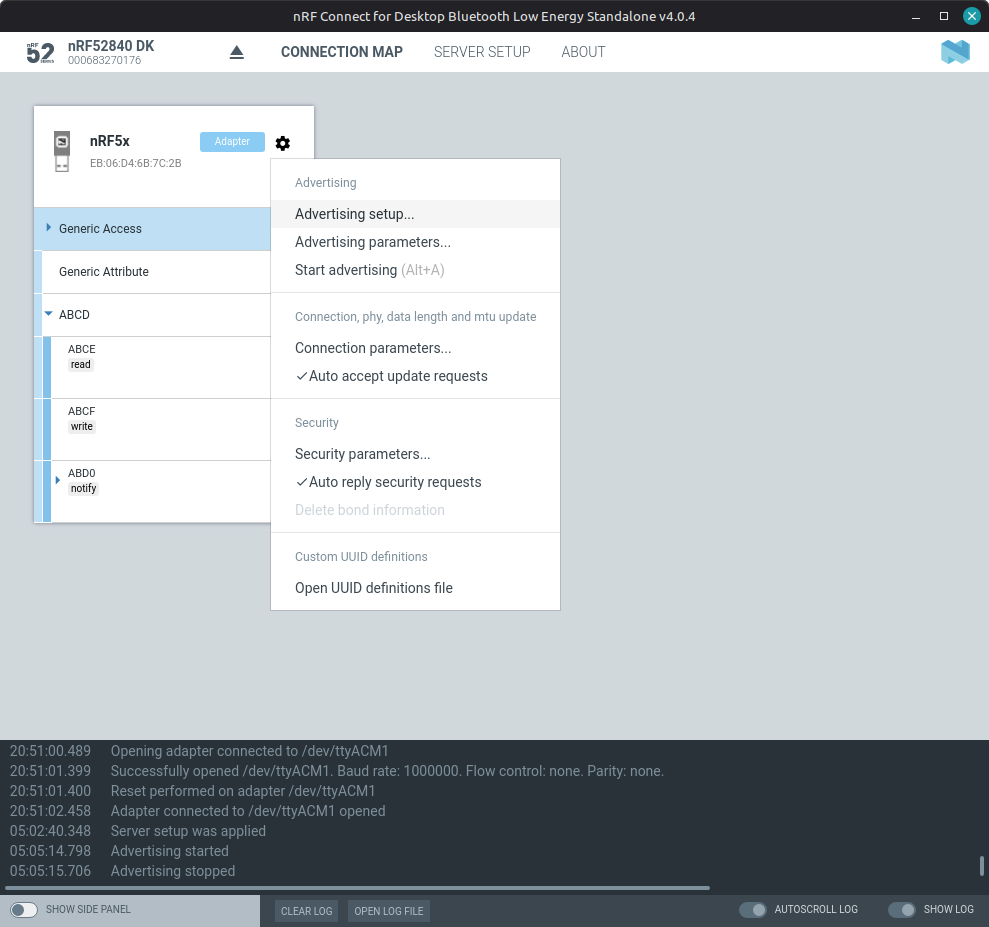 nRF Connect for Desktop Bluetooth Low Energy Standalone v4.0.4
nRF
52
SERIES
nRF52840 DK
000683270176
CONNECTION MAP
SERVER SETUP
ABOUT
nRF5x
Adapter
EB:06:D4:6B:7C:2B
Generic Access
Generic Attribute
ABCD
ABCE
read
ABCF
write
ABD0
notify
Advertising
Advertising setup...
Advertising parameters...
Start advertising (Alt+A)
Connection, phy, data length and mtu update
Connection parameters...
✓Auto accept update requests
Security
Security parameters...
✓Auto reply security requests
Delete bond information
Custom UUID definitions
Open UUID definitions file
20:51:00.489 Opening adapter connected to /dev/ttyACM1
20:51:01.399 Successfully opened /dev/ttyACM1. Baud rate: 1000000. Flow control: none. Parity: none.
20:51:01.400 Reset performed on adapter /dev/ttyACM1
20:51:02.458 Adapter connected to /dev/ttyACM1 opened
05:02:40.348 Server setup was applied
05:05:14.798 Advertising started
05:05:15.706 Advertising stopped
SHOW SIDE PANEL
CLEAR LOG
OPEN LOG FILE
AUTOSCROLL LOG
SHOW LOG